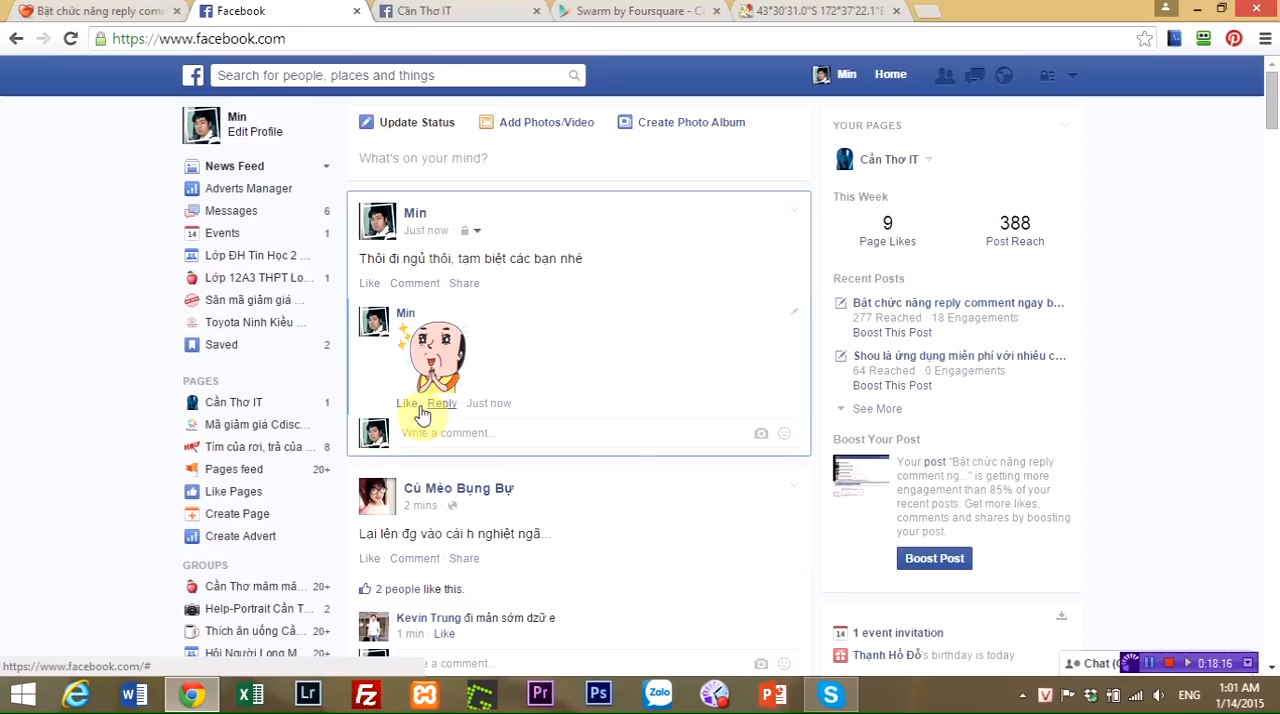 Bật chức năng reply com
Facebook
Cần Thơ IT
Swarm by Foursquare - C
43°30'31.0"S 172°37'22.1"E
https://www.facebook.com
Search for people, places and things
Min
Home
Min
Edit Profile
News Feed
Adverts Manager
Messages 6
Events 1
Lớp ĐH Tin Học 2 ...
Lớp 12A3 THPT Lo... 1
Săn mã giảm giá ...
Toyota Ninh Kiều ...
Saved 2
PAGES
Cần Thơ IT 1
Mã giảm giá Cdisc...
Tìm của rơi, trả của ... 8
Pages feed 20+
Like Pages
Create Page
Create Advert
GROUPS
Cần Thơ măm mă... 20+
Help-Portrait Cần T... 2
Thích ăn uống Cầ... 20+
Hội Người Long M... 20+
https://www.facebook.com/#
Update Status
Add Photos/Video
Create Photo Album
What's on your mind?
Min
Just now
Thôi đi ngủ thôi, tạm biệt các bạn nhé
Like · Comment · Share
Min
Like · Reply · Just now
Write a comment...
Cù Mèo Bụng Bự
2 mins
Lại lên đg vào cái h nghiệt ngã...
Like · Comment · Share
2 people like this.
Kevin Trung đi mần sớm dzữ e
1 min · Like
e a comment...
YOUR PAGES
Cần Thơ IT
This Week
9
Page Likes
388
Post Reach
Recent Posts
Bật chức năng reply comment ngay b...
277 Reached · 18 Engagements
Boost This Post
Shou là ứng dụng miễn phí với nhiều c...
64 Reached · 0 Engagements
Boost This Post
See More
Boost Your Post
Your post "Bật chức năng reply
comment ng..." is getting more
engagement than 85% of your
posts. Get more likes,
comments and shares by boosting
your post.
Boost Post
14
1 event invitation
Thạnh Hồ Đỗ's birthday is today
Chat (
0:18:16
Lr
Fz
Pr
Ps
Zalo
ENG
1:01 AM
1/14/2015